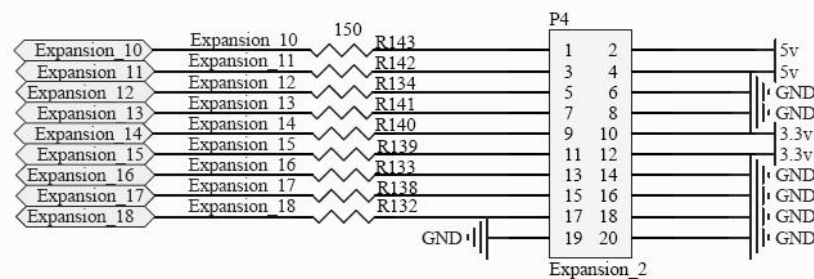 150 P4
Expansion_10 Expansion_10 R143 1 2 5v
Expansion_11 Expansion_11 R142 3 4 5v
Expansion_12 Expansion_12 R134 5 6 GND
Expansion_13 Expansion_13 R141 7 8 GND
Expansion_14 Expansion_14 R140 9 10 3.3v
Expansion_15 Expansion_15 R139 11 12 3.3v
Expansion_16 Expansion_16 R133 13 14 GND
Expansion_17 Expansion_17 R138 15 16 GND
Expansion_18 Expansion_18 R132 17 18 GND
GND 19 20 GND
Expansion_2